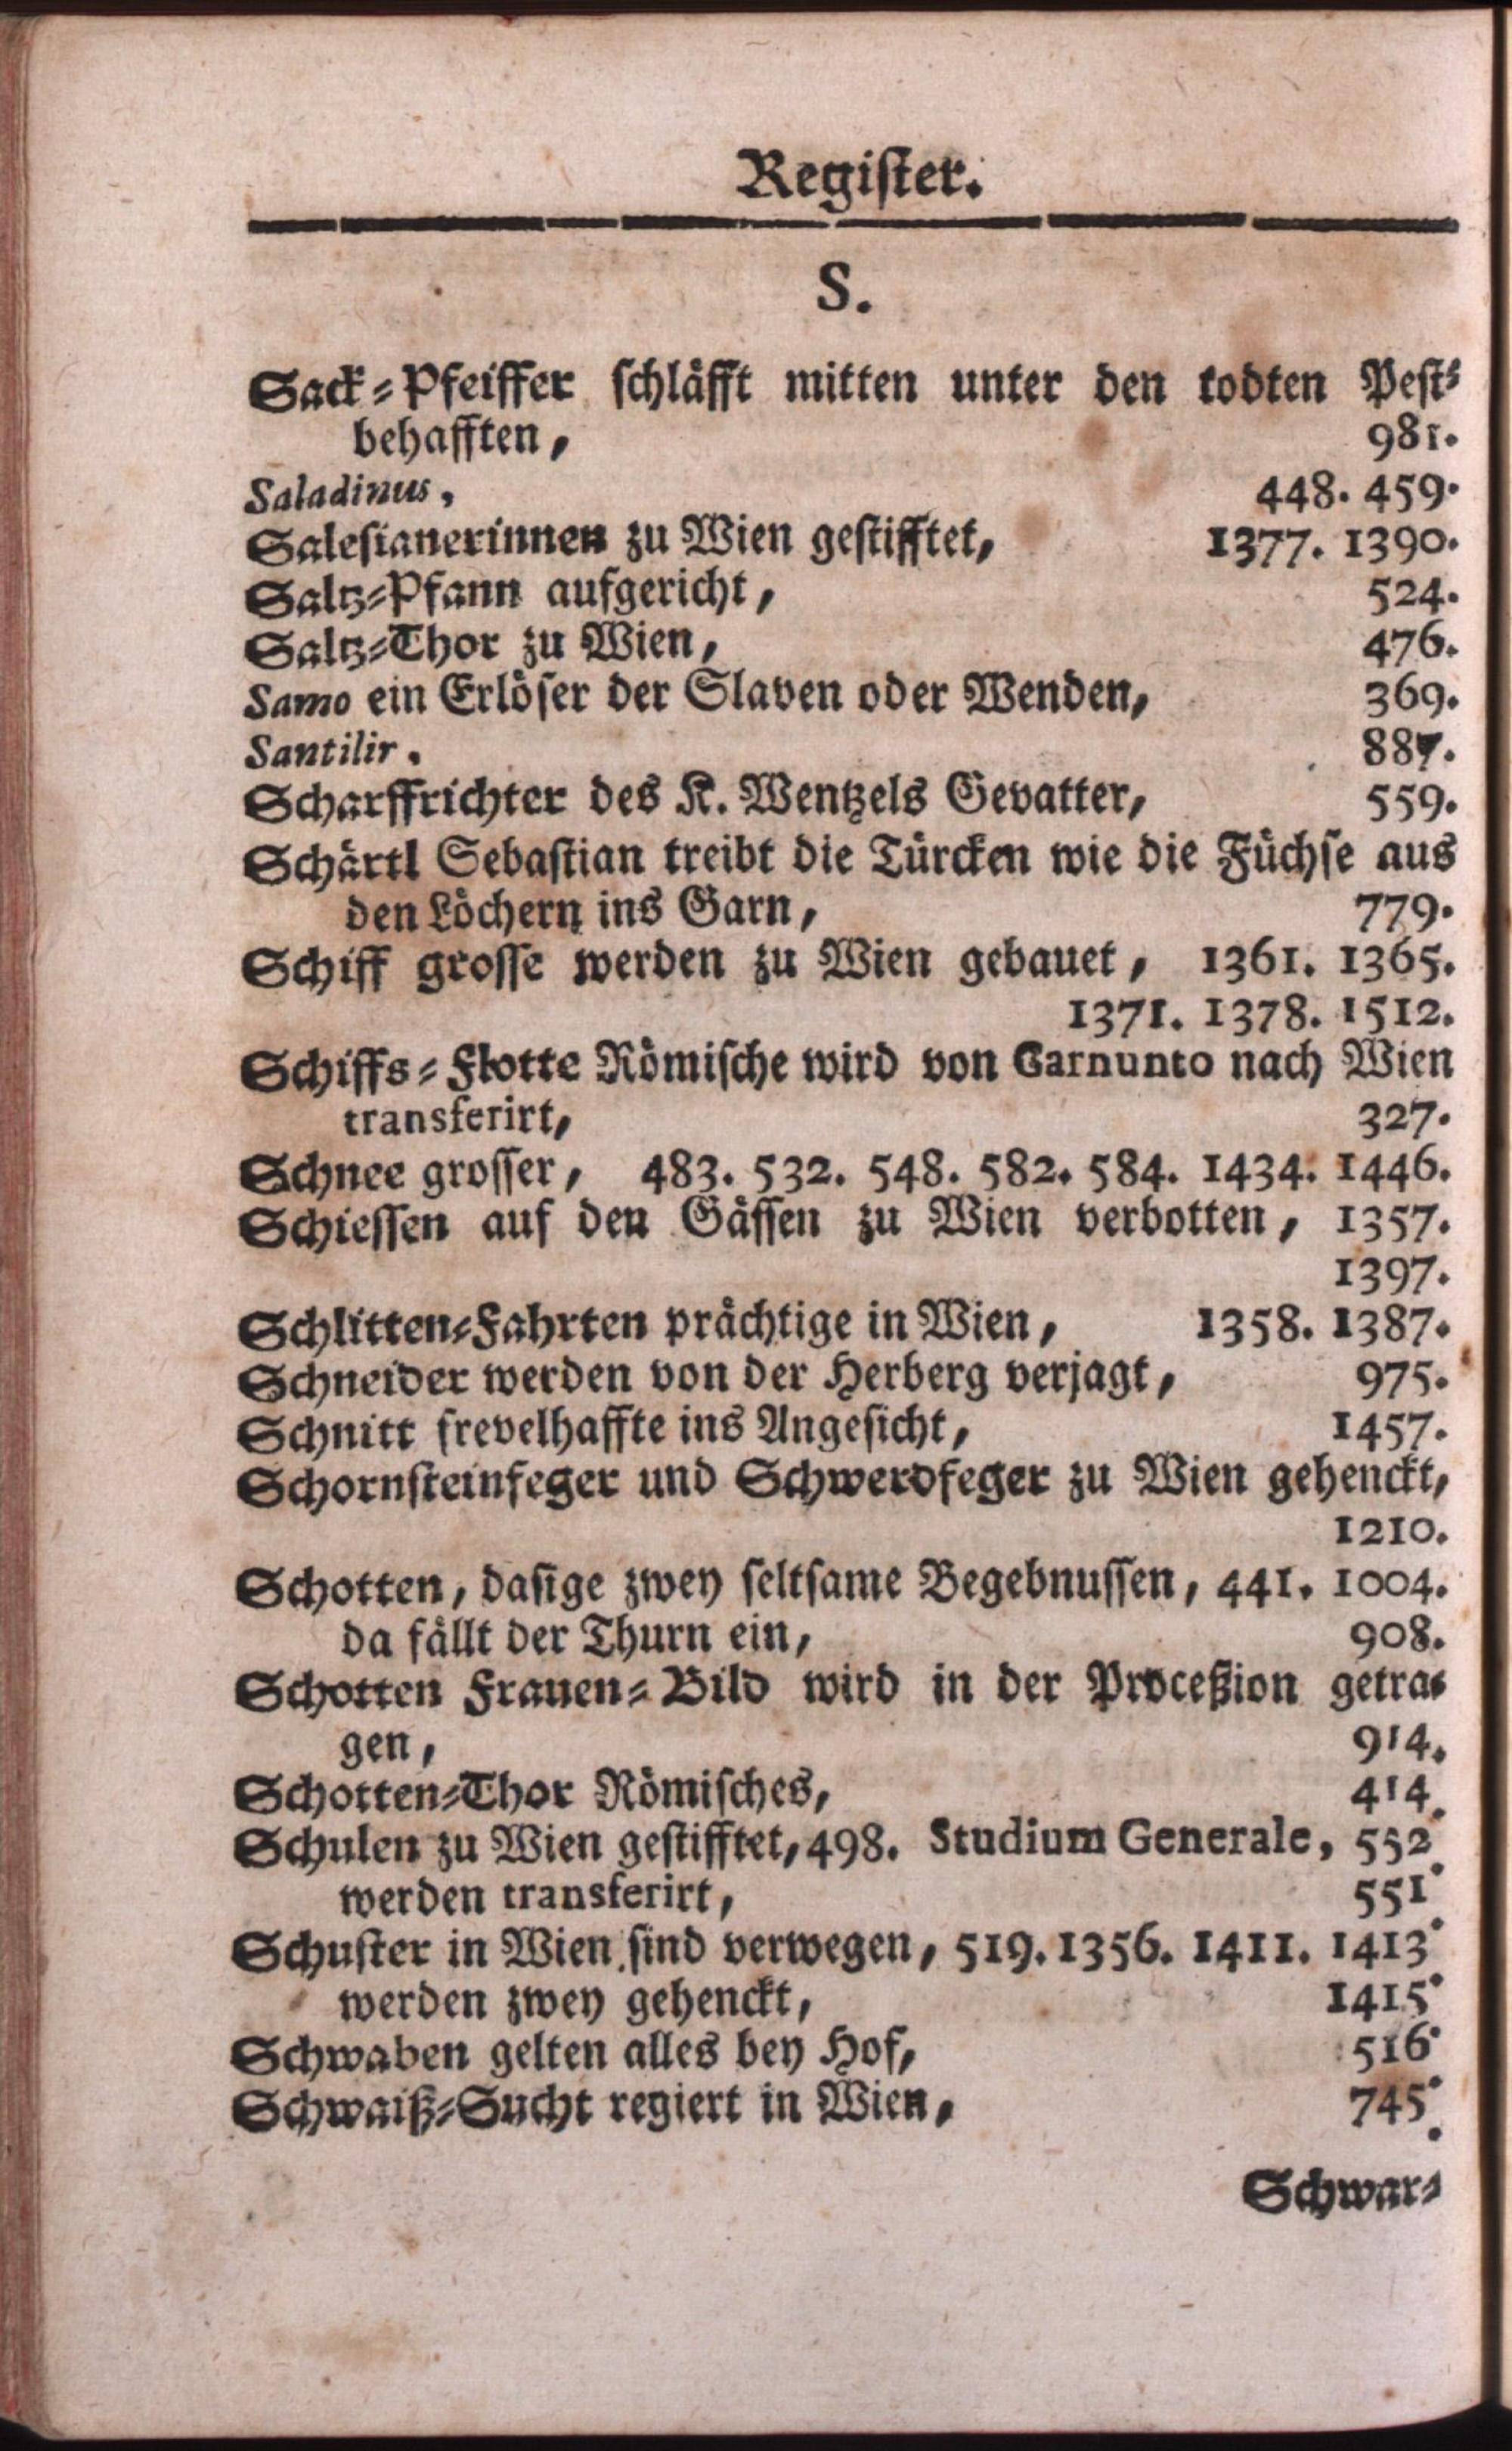 Register.
S.
Sack-Pfeiffer schläfft mitten unter den todten Pest-
behafften, 981.
Saladinus, 448. 459.
Salesianerinnen zu Wien gestifftet, 1377. 1390.
Saltz-Pfann aufgericht, 524.
Saltz-Thor zu Wien, 476.
Samo ein Erlöser der Slaven oder Wenden, 369.
Santilir. 887.
Scharffrichter des K. Wentzels Gevatter, 559.
Schärtl Sebastian treibt die Türcken wie die Füchse aus
den Löchern ins Garn, 779.
Schiff grosse werden zu Wien gebauet, 1361. 1365.
1371. 1378. 1512.
Schiffs-Flotte Römische wird von Carnunto nach Wien
transferirt, 327.
Schnee grosser, 483. 532. 548. 582. 584. 1434. 1446.
Schiessen auf den Gässen zu Wien verbotten, 1357.
1397.
Schlitten-Fahrten prächtige in Wien, 1358. 1387.
Schneider werden von der Herberg verjagt, 975.
Schnitt frevelhaffte ins Angesicht, 1457.
Schornsteinfeger und Schwerdfeger zu Wien gehenckt,
1210.
Schotten, dasige zwey seltsame Begebnussen, 441. 1004.
da fällt der Thurn ein, 908.
Schotten Frauen-Bild wird in der Proceßion getra-
gen, 914.
Schotten-Thor Römisches, 414.
Schulen zu Wien gestifftet, 498. Studium Generale, 552.
werden transferirt, 551.
Schuster in Wien sind verwegen, 519. 1356. 1411. 1413.
werden zwey gehenckt, 1415.
Schwaben gelten alles bey Hof, 516.
Schwaiß-Sucht regiert in Wien, 745.
Schwar-